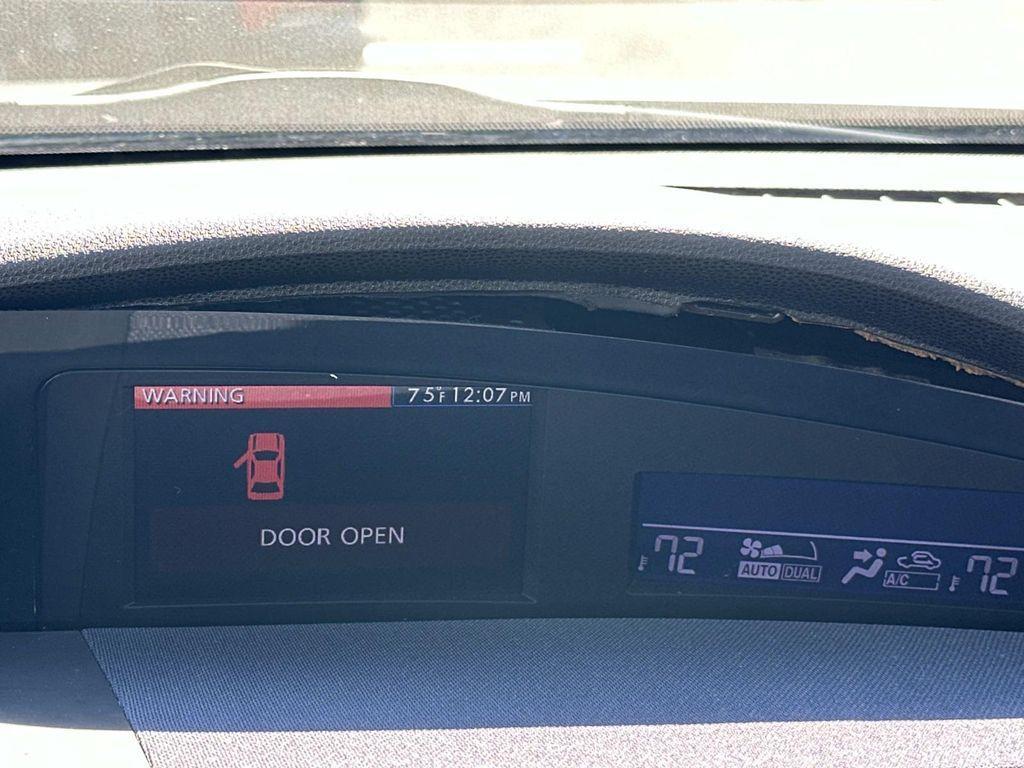 WARNING 75°F 12:07 PM
DOOR OPEN
72 AUTO DUAL A/C 72